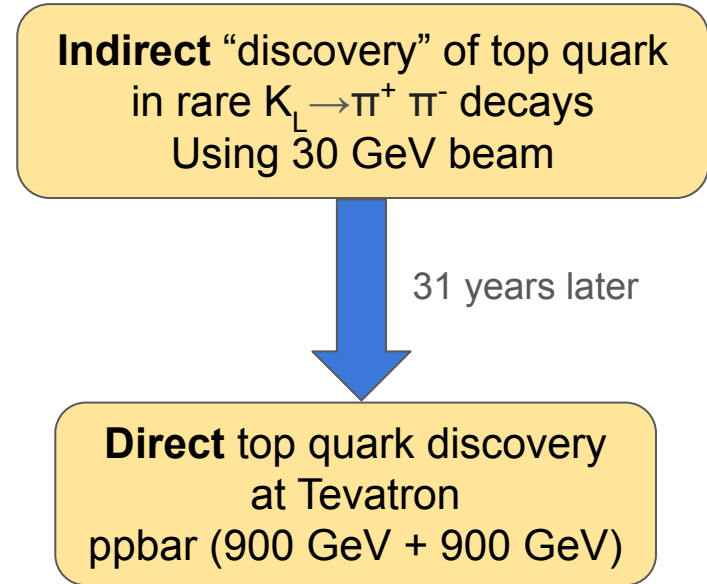 Indirect “discovery” of top quark
in rare K_L→π⁺ π⁻ decays
Using 30 GeV beam
31 years later
Direct top quark discovery
at Tevatron
ppbar (900 GeV + 900 GeV)